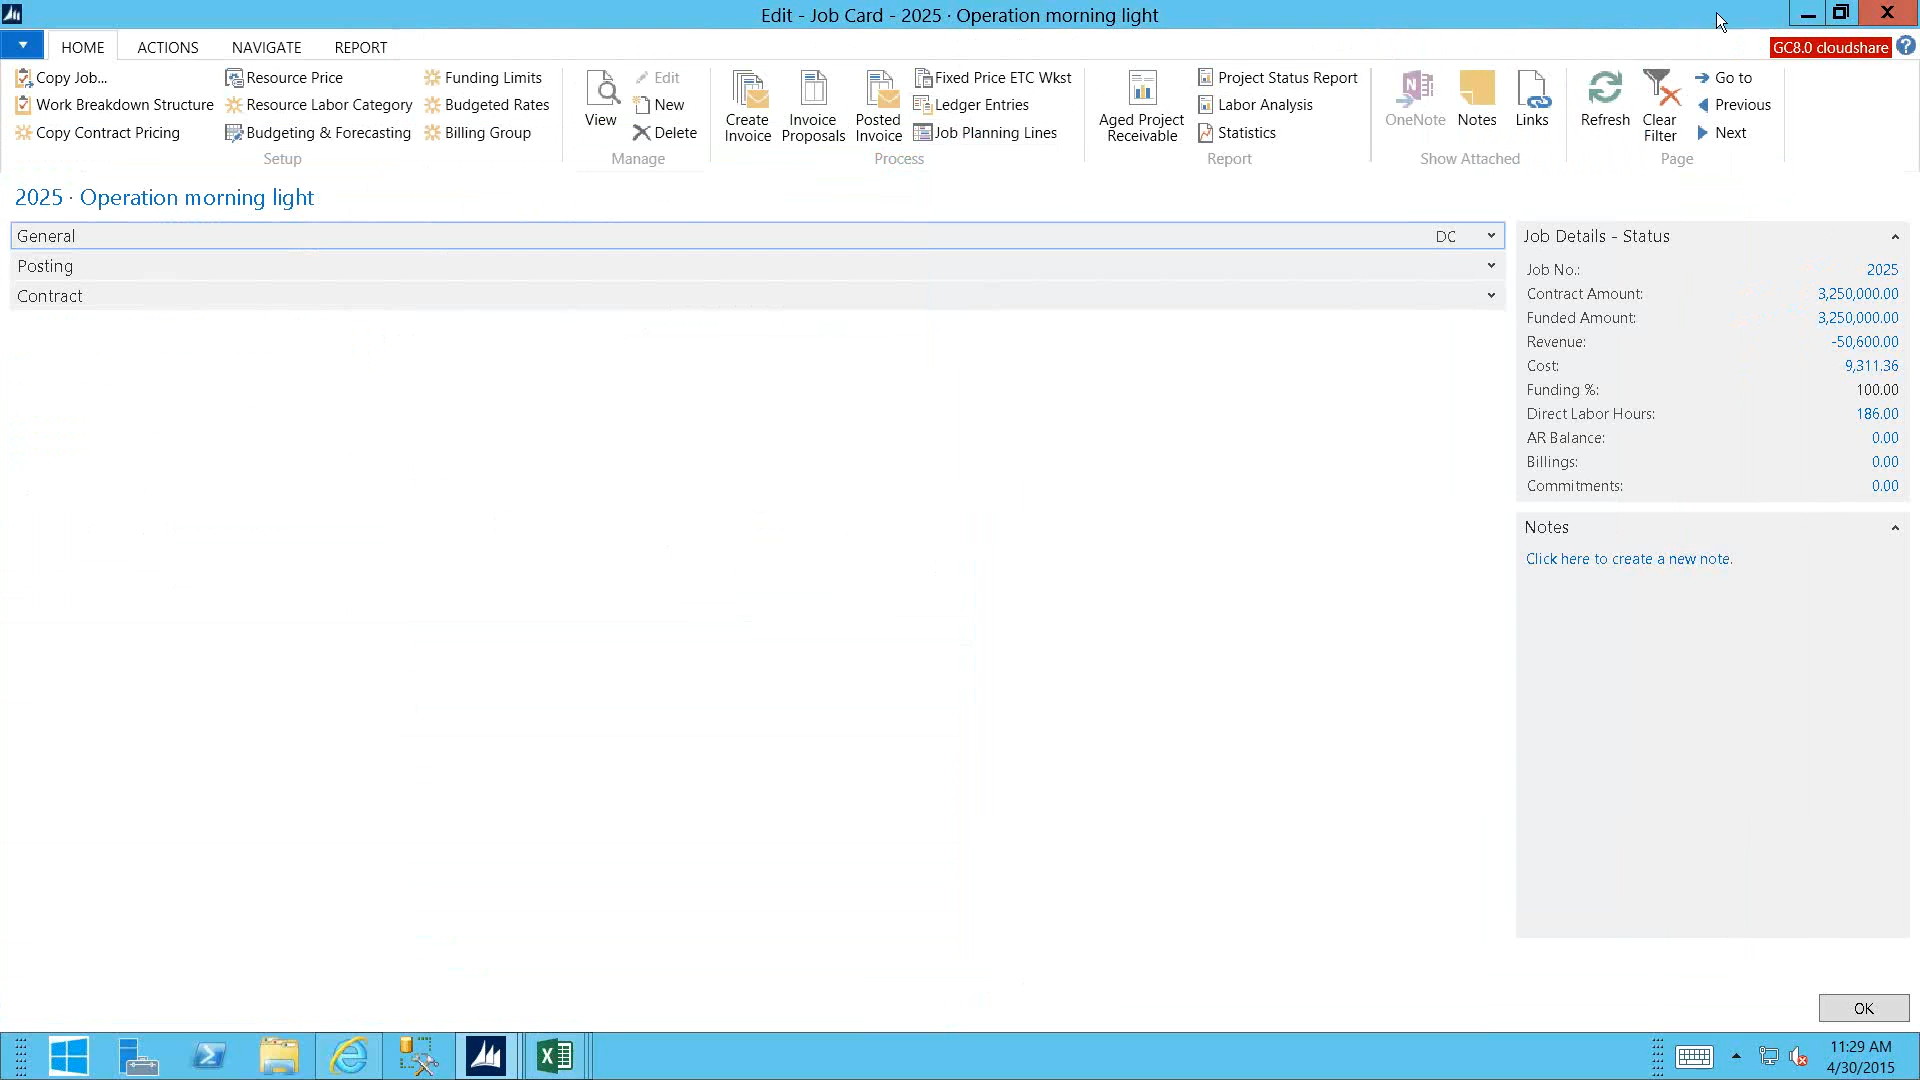 Edit - Job Card - 2025 · Operation morning light
HOME ACTIONS NAVIGATE REPORT
GC8.0 cloudshare ?
Copy Job...
Work Breakdown Structure
Copy Contract Pricing
Resource Price
Resource Labor Category
Budgeting & Forecasting
Funding Limits
Budgeted Rates
Billing Group
Setup
View
Edit
New
Delete
Manage
Create
Invoice
Invoice
Proposals
Posted
Invoice
Fixed Price ETC Wkst
Ledger Entries
Job Planning Lines
Process
Aged Project
Receivable
Project Status Report
Labor Analysis
Statistics
Report
OneNote
Notes
Links
Show Attached
Refresh
Clear
Filter
Go to
Previous
Next
Page
2025 · Operation morning light
General DC
Posting
Contract
Job Details - Status
Job No.: 2025
Contract Amount: 3,250,000.00
Funded Amount: 3,250,000.00
Revenue: -50,600.00
Cost: 9,311.36
Funding %: 100.00
Direct Labor Hours: 186.00
AR Balance: 0.00
Billings: 0.00
Commitments: 0.00
Notes
Click here to create a new note.
OK
11:29 AM
4/30/2015